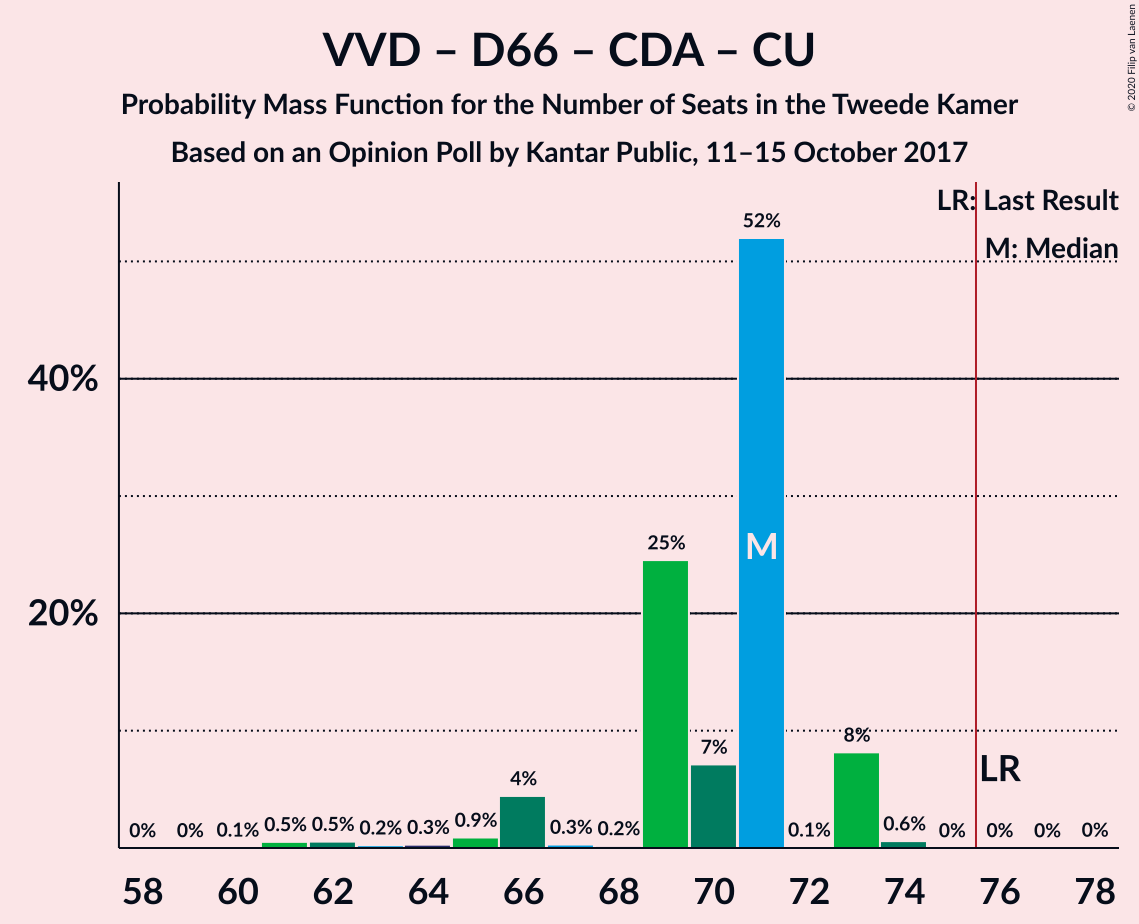 VVD – D66 – CDA – CU
Probability Mass Function for the Number of Seats in the Tweede Kamer
Based on an Opinion Poll by Kantar Public, 11–15 October 2017
© 2020 Filip van Laenen
LR: Last Result
M: Median
40%
20%
0% 0% 0.1% 0.5% 0.5% 0.2% 0.3% 0.9% 4% 0.3% 0.2% 25% 7% 52% 0.1% 8% 0.6% 0% 0% 0% 0%
M
LR
58 60 62 64 66 68 70 72 74 76 78